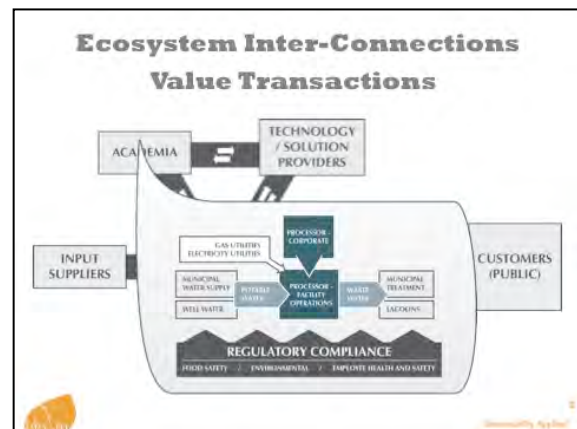 Ecosystem Inter-Connections
Value Transactions
ACADEMIA
TECHNOLOGY
/ SOLUTION
PROVIDERS
INPUT
SUPPLIERS
CUSTOMERS
(PUBLIC)
GAS UTILITIES
ELECTRICITY UTILITIES
PROCESSOR -
CORPORATE
MUNICIPAL
WATER SUPPLY
WELL WATER
POTABLE
WATER
PROCESSOR -
FACILITY
OPERATIONS
WASTE
WATER
MUNICIPAL
TREATMENT
LAGOONS
REGULATORY COMPLIANCE
FOOD SAFETY / ENVIRONMENTAL / EMPLOYEE HEALTH AND SAFETY